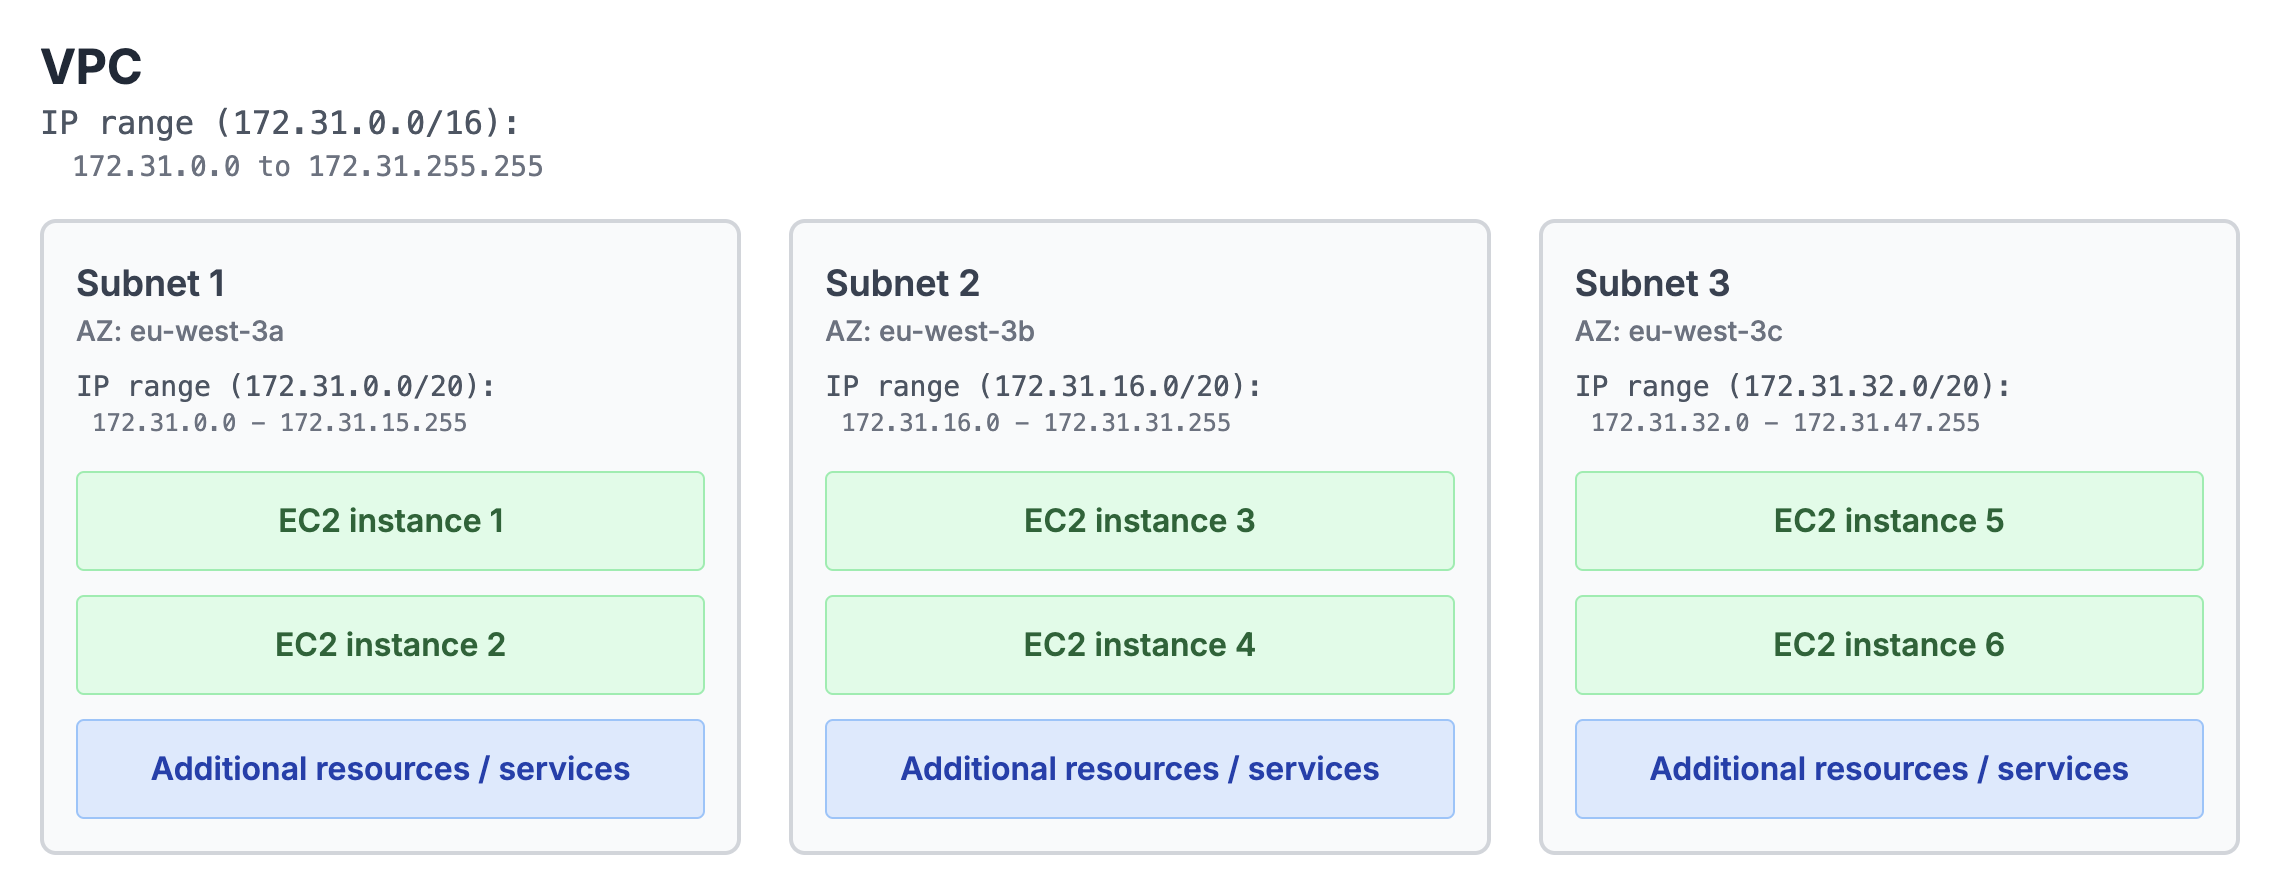 VPC
IP range (172.31.0.0/16):
172.31.0.0 to 172.31.255.255
Subnet 1
AZ: eu-west-3a
IP range (172.31.0.0/20):
172.31.0.0 – 172.31.15.255
EC2 instance 1
EC2 instance 2
Additional resources / services
Subnet 2
AZ: eu-west-3b
IP range (172.31.16.0/20):
172.31.16.0 – 172.31.31.255
EC2 instance 3
EC2 instance 4
Additional resources / services
Subnet 3
AZ: eu-west-3c
IP range (172.31.32.0/20):
172.31.32.0 – 172.31.47.255
EC2 instance 5
EC2 instance 6
Additional resources / services